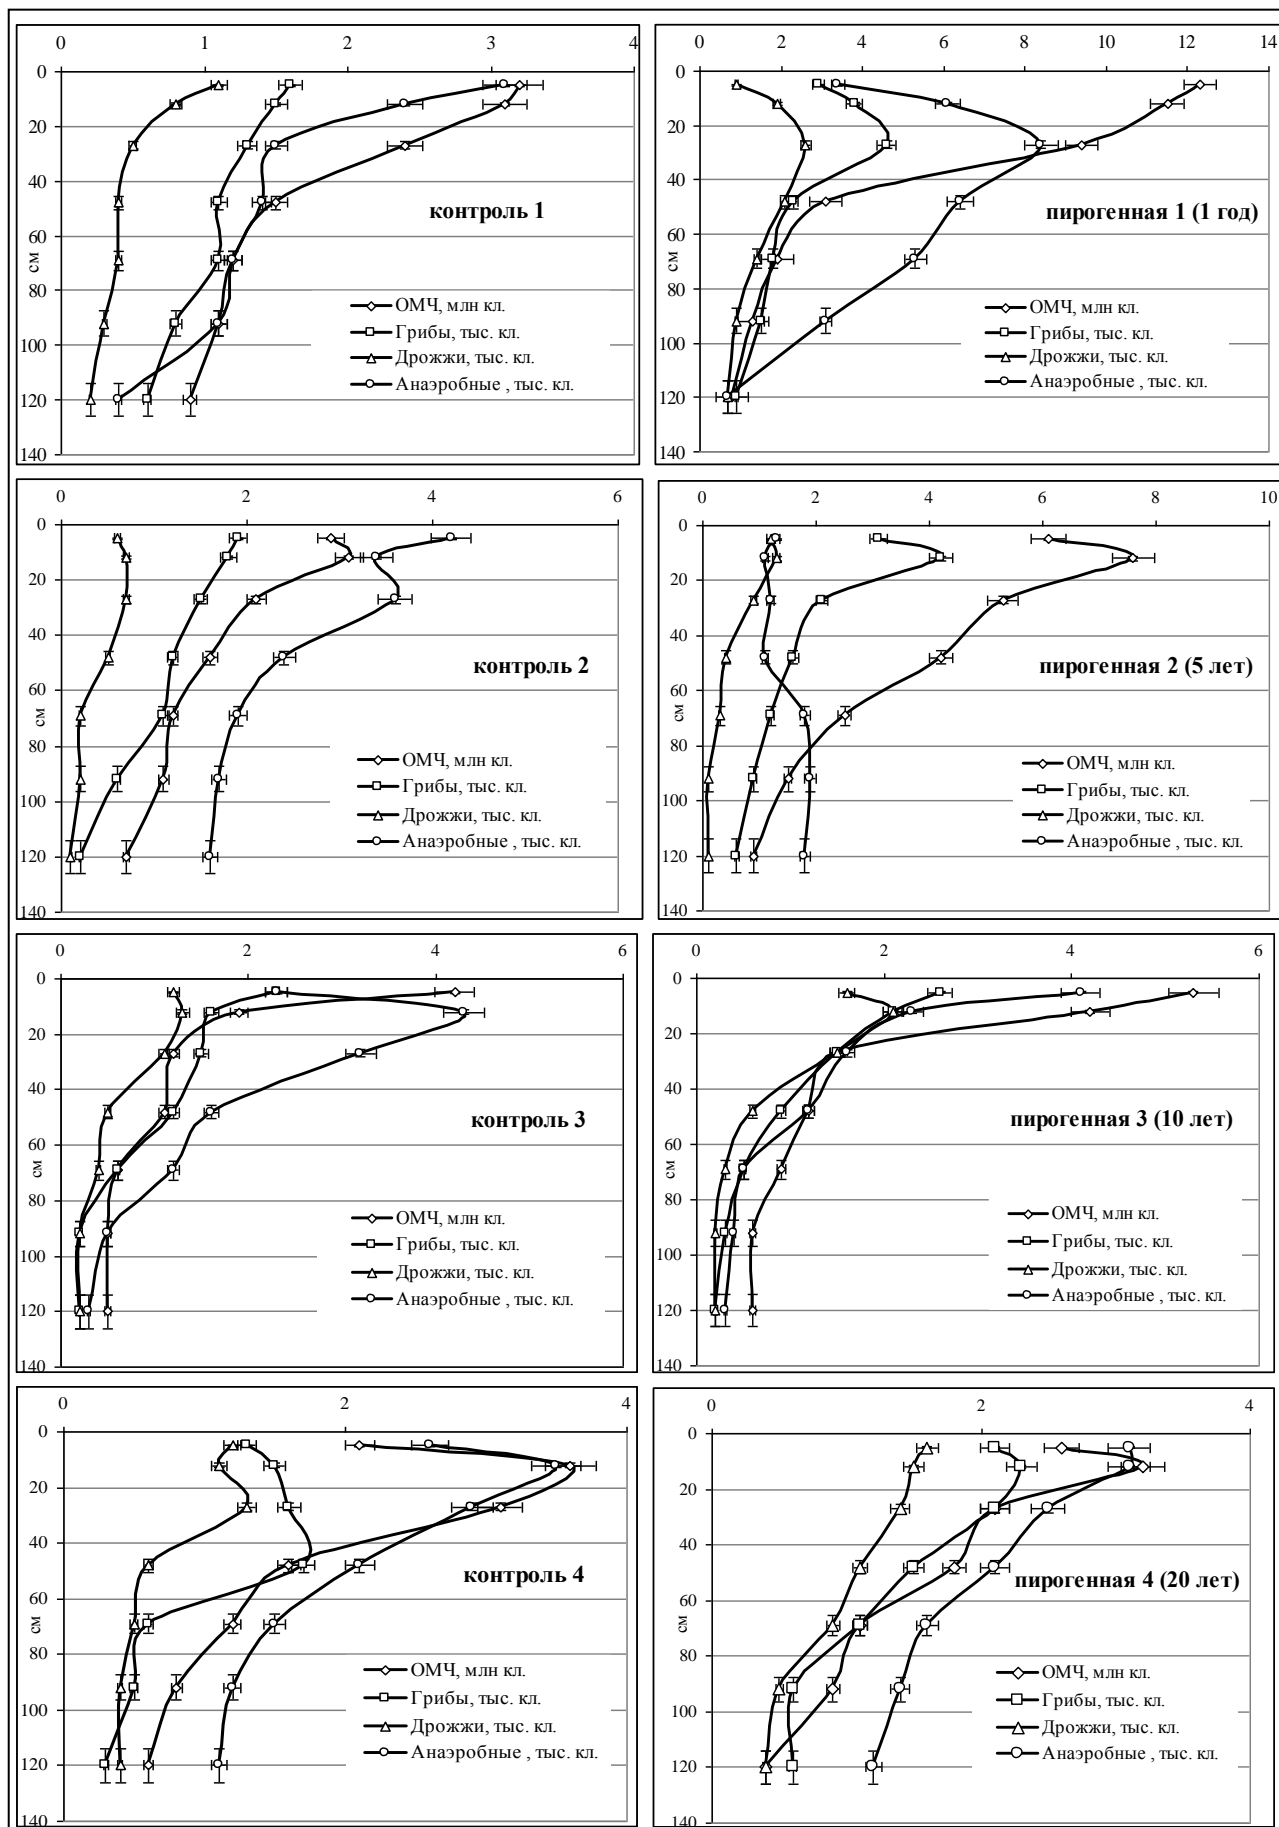 0 1 2 3 4
0
20
40
60
80
100
120
140
см
контроль 1
ОМЧ, млн кл.
Грибы, тыс. кл.
Дрожжи, тыс. кл.
Анаэробные , тыс. кл.
0 2 4 6 8 10 12 14
0
20
40
60
80
100
120
140
см
пирогенная 1 (1 год)
ОМЧ, млн кл.
Грибы, тыс. кл.
Дрожжи, тыс. кл.
Анаэробные , тыс. кл.
0 2 4 6
0
20
40
60
80
100
120
140
см
контроль 2
ОМЧ, млн кл.
Грибы, тыс. кл.
Дрожжи, тыс. кл.
Анаэробные , тыс. кл.
0 2 4 6 8 10
0
20
40
60
80
100
120
140
см
пирогенная 2 (5 лет)
ОМЧ, млн кл.
Грибы, тыс. кл.
Дрожжи, тыс. кл.
Анаэробные , тыс. кл.
0 2 4 6
0
20
40
60
80
100
120
140
см
контроль 3
ОМЧ, млн кл.
Грибы, тыс. кл.
Дрожжи, тыс. кл.
Анаэробные , тыс. кл.
0 2 4 6
0
20
40
60
80
100
120
140
см
пирогенная 3 (10 лет)
ОМЧ, млн кл.
Грибы, тыс. кл.
Дрожжи, тыс. кл.
Анаэробные , тыс. кл.
0 2 4
0
20
40
60
80
100
120
140
см
контроль 4
ОМЧ, млн кл.
Грибы, тыс. кл.
Дрожжи, тыс. кл.
Анаэробные , тыс. кл.
0 2 4
0
20
40
60
80
100
120
140
см
пирогенная 4 (20 лет)
ОМЧ, млн кл.
Грибы, тыс. кл.
Дрожжи, тыс. кл.
Анаэробные , тыс. кл.